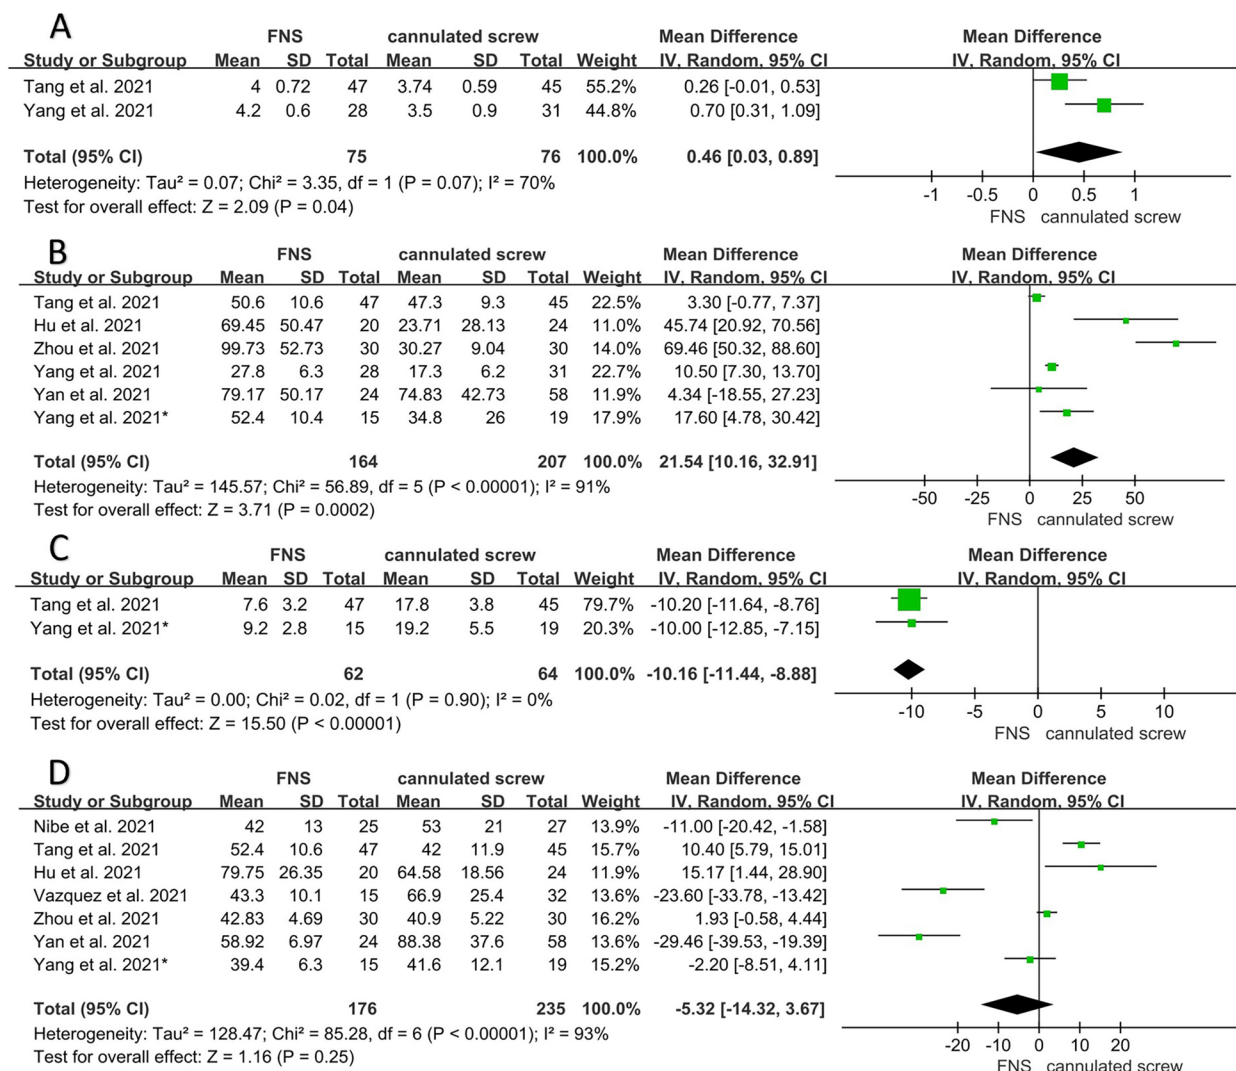 A
FNS cannulated screw Mean Difference Mean Difference
Study or Subgroup Mean SD Total Mean SD Total Weight IV, Random, 95% CI IV, Random, 95% CI
Tang et al. 2021 4 0.72 47 3.74 0.59 45 55.2% 0.26 [-0.01, 0.53]
Yang et al. 2021 4.2 0.6 28 3.5 0.9 31 44.8% 0.70 [0.31, 1.09]
Total (95% CI) 75 76 100.0% 0.46 [0.03, 0.89]
Heterogeneity: Tau² = 0.07; Chi² = 3.35, df = 1 (P = 0.07); I² = 70%
Test for overall effect: Z = 2.09 (P = 0.04)
-1 -0.5 0 0.5 1
FNS cannulated screw
B
FNS cannulated screw Mean Difference Mean Difference
Study or Subgroup Mean SD Total Mean SD Total Weight IV, Random, 95% CI IV, Random, 95% CI
Tang et al. 2021 50.6 10.6 47 47.3 9.3 45 22.5% 3.30 [-0.77, 7.37]
Hu et al. 2021 69.45 50.47 20 23.71 28.13 24 11.0% 45.74 [20.92, 70.56]
Zhou et al. 2021 99.73 52.73 30 30.27 9.04 30 14.0% 69.46 [50.32, 88.60]
Yang et al. 2021 27.8 6.3 28 17.3 6.2 31 22.7% 10.50 [7.30, 13.70]
Yan et al. 2021 79.17 50.17 24 74.83 42.73 58 11.9% 4.34 [-18.55, 27.23]
Yang et al. 2021* 52.4 10.4 15 34.8 26 19 17.9% 17.60 [4.78, 30.42]
Total (95% CI) 164 207 100.0% 21.54 [10.16, 32.91]
Heterogeneity: Tau² = 145.57; Chi² = 56.89, df = 5 (P < 0.00001); I² = 91%
Test for overall effect: Z = 3.71 (P = 0.0002)
-50 -25 0 25 50
FNS cannulated screw
C
FNS cannulated screw Mean Difference Mean Difference
Study or Subgroup Mean SD Total Mean SD Total Weight IV, Random, 95% CI IV, Random, 95% CI
Tang et al. 2021 7.6 3.2 47 17.8 3.8 45 79.7% -10.20 [-11.64, -8.76]
Yang et al. 2021* 9.2 2.8 15 19.2 5.5 19 20.3% -10.00 [-12.85, -7.15]
Total (95% CI) 62 64 100.0% -10.16 [-11.44, -8.88]
Heterogeneity: Tau² = 0.00; Chi² = 0.02, df = 1 (P = 0.90); I² = 0%
Test for overall effect: Z = 15.50 (P < 0.00001)
-10 -5 0 5 10
FNS cannulated screw
D
FNS cannulated screw Mean Difference Mean Difference
Study or Subgroup Mean SD Total Mean SD Total Weight IV, Random, 95% CI IV, Random, 95% CI
Nibe et al. 2021 42 13 25 53 21 27 13.9% -11.00 [-20.42, -1.58]
Tang et al. 2021 52.4 10.6 47 42 11.9 45 15.7% 10.40 [5.79, 15.01]
Hu et al. 2021 79.75 26.35 20 64.58 18.56 24 11.9% 15.17 [1.44, 28.90]
Vazquez et al. 2021 43.3 10.1 15 66.9 25.4 32 13.6% -23.60 [-33.78, -13.42]
Zhou et al. 2021 42.83 4.69 30 40.9 5.22 30 16.2% 1.93 [-0.58, 4.44]
Yan et al. 2021 58.92 6.97 24 88.38 37.6 58 13.6% -29.46 [-39.53, -19.39]
Yang et al. 2021* 39.4 6.3 15 41.6 12.1 19 15.2% -2.20 [-8.51, 4.11]
Total (95% CI) 176 235 100.0% -5.32 [-14.32, 3.67]
Heterogeneity: Tau² = 128.47; Chi² = 85.28, df = 6 (P < 0.00001); I² = 93%
Test for overall effect: Z = 1.16 (P = 0.25)
-20 -10 0 10 20
FNS cannulated screw